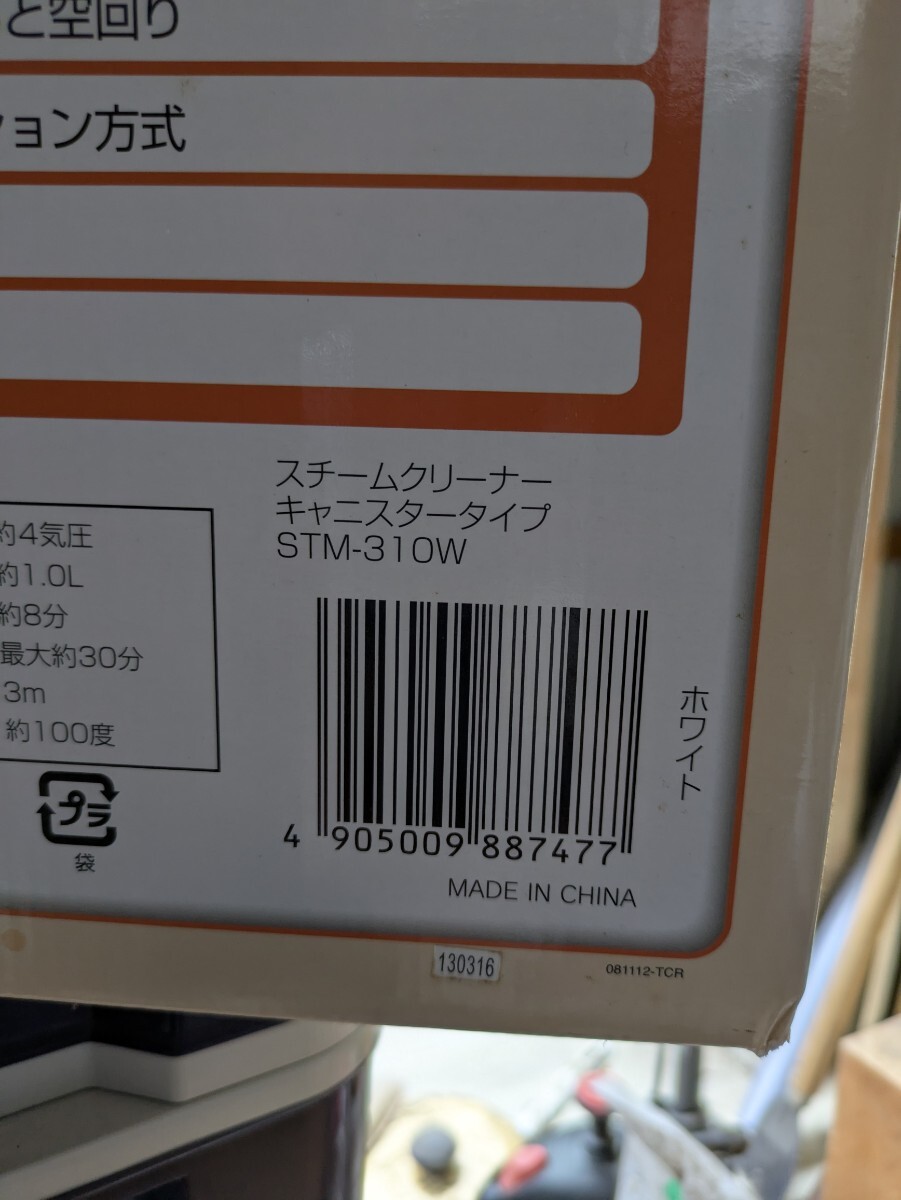 と空回り
ョン方式
スチームクリーナー
キャニスタータイプ
STM-310W
約4気圧
約1.0L
約8分
最大約30分
3m
約100度
プラ
袋
ホワイト
4 905009 887477
MADE IN CHINA
130316
081112-TCR